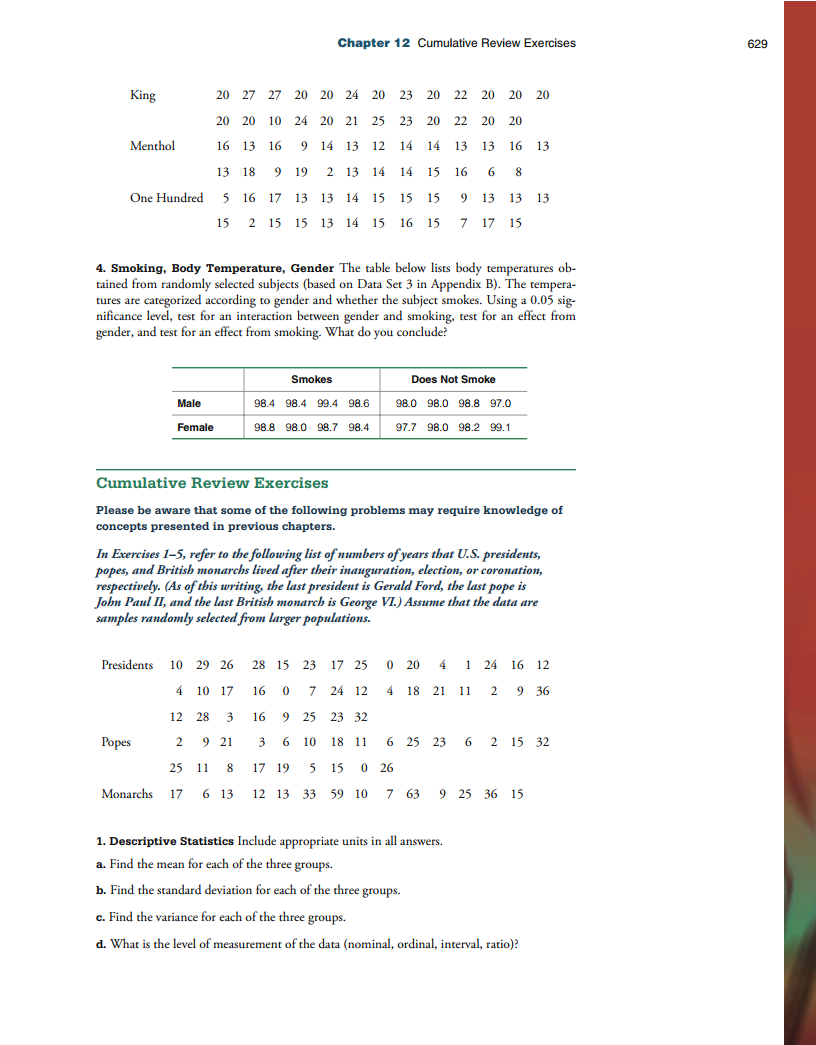 Chapter 12 Cumulative Review Exercises 629
King 20 27 27 20 20 24 20 23 20 22 20 20 20
20 20 10 24 20 21 25 23 20 22 20 20
Menthol 16 13 16 9 14 13 12 14 14 13 13 16 13
13 18 9 19 2 13 14 14 15 16 6 8
One Hundred 5 16 17 13 13 14 15 15 15 9 13 13 13
15 2 15 15 13 14 15 16 15 7 17 15
4. Smoking, Body Temperature, Gender The table below lists body temperatures ob-
tained from randomly selected subjects (based on Data Set 3 in Appendix B). The tempera-
tures are categorized according to gender and whether the subject smokes. Using a 0.05 sig-
nificance level, test for an interaction between gender and smoking, test for an effect from
gender, and test for an effect from smoking. What do you conclude?
Smokes Does Not Smoke
Male 98.4 98.4 99.4 98.6 98.0 98.0 98.8 97.0
Female 98.8 98.0 98.7 98.4 97.7 98.0 98.2 99.1
Cumulative Review Exercises
Please be aware that some of the following problems may require knowledge of
concepts presented in previous chapters.
In Exercises 1–5, refer to the following list of numbers of years that U.S. presidents,
popes, and British monarchs lived after their inauguration, election, or coronation,
respectively. (As of this writing, the last president is Gerald Ford, the last pope is
John Paul II, and the last British monarch is George VI.) Assume that the data are
samples randomly selected from larger populations.
Presidents 10 29 26 28 15 23 17 25 0 20 4 1 24 16 12
4 10 17 16 0 7 24 12 4 18 21 11 2 9 36
12 28 3 16 9 25 23 32
Popes 2 9 21 3 6 10 18 11 6 25 23 6 2 15 32
25 11 8 17 19 5 15 0 26
Monarchs 17 6 13 12 13 33 59 10 7 63 9 25 36 15
1. Descriptive Statistics Include appropriate units in all answers.
a. Find the mean for each of the three groups.
b. Find the standard deviation for each of the three groups.
c. Find the variance for each of the three groups.
d. What is the level of measurement of the data (nominal, ordinal, interval, ratio)?